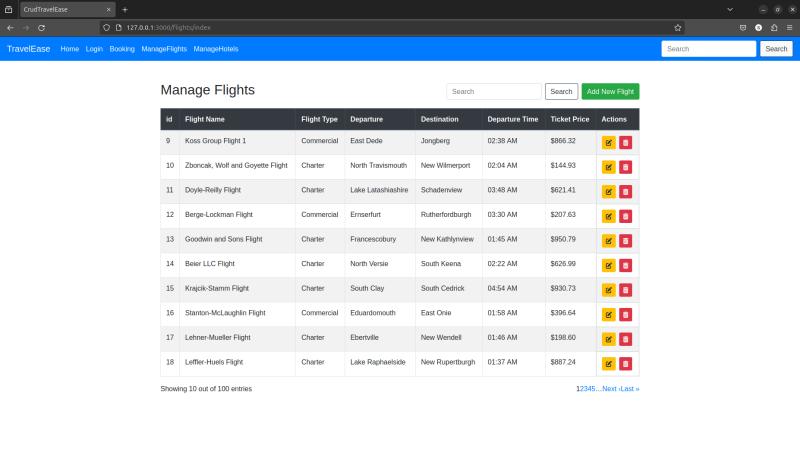 CrudTravelEase
127.0.0.1:3000/flights/index
TravelEase Home Login Booking ManageFlights ManageHotels Search Search
Manage Flights Search Search Add New Flight
id Flight Name Flight Type Departure Destination Departure Time Ticket Price Actions
9 Koss Group Flight 1 Commercial East Dede Jongberg 02:38 AM $866.32
10 Zboncak, Wolf and Goyette Flight Charter North Travismouth New Wilmerport 02:04 AM $144.93
11 Doyle-Reilly Flight Charter Lake Latashiashire Schadenview 03:48 AM $621.41
12 Berge-Lockman Flight Commercial Ernserfurt Rutherfordburgh 03:30 AM $207.63
13 Goodwin and Sons Flight Charter Francescobury New Kathlynview 01:45 AM $950.79
14 Beier LLC Flight Charter North Versie South Keena 02:22 AM $626.99
15 Krajcik-Stamm Flight Charter South Clay South Cedrick 04:54 AM $930.73
16 Stanton-McLaughlin Flight Commercial Eduardomouth East Onie 01:58 AM $396.64
17 Lehner-Mueller Flight Charter Ebertville New Wendell 01:46 AM $198.60
18 Leffler-Huels Flight Charter Lake Raphaelside New Rupertburgh 01:37 AM $887.24
Showing 10 out of 100 entries 12345…Next ›Last »